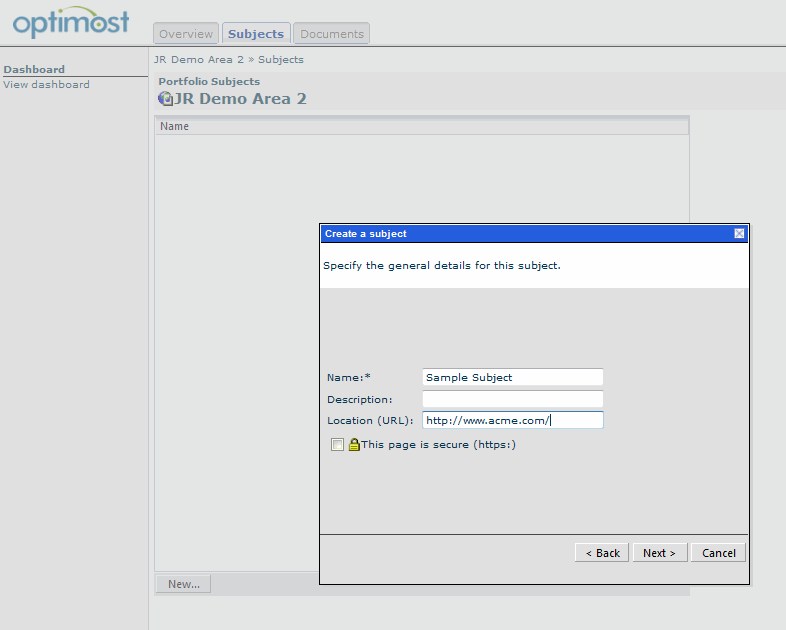 optimost
Overview Subjects Documents
JR Demo Area 2 » Subjects
Dashboard
View dashboard
Portfolio Subjects
JR Demo Area 2
Name
Create a subject
Specify the general details for this subject.
Name:* Sample Subject
Description:
Location (URL): http://www.acme.com/
This page is secure (https:)
< Back Next > Cancel
New...